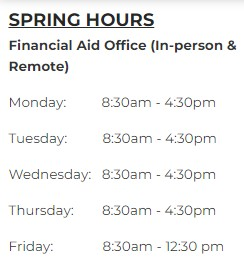 SPRING HOURS
Financial Aid Office (In-person &
Remote)
Monday: 8:30am - 4:30pm
Tuesday: 8:30am - 4:30pm
Wednesday: 8:30am - 4:30pm
Thursday: 8:30am - 4:30pm
Friday: 8:30am - 12:30 pm